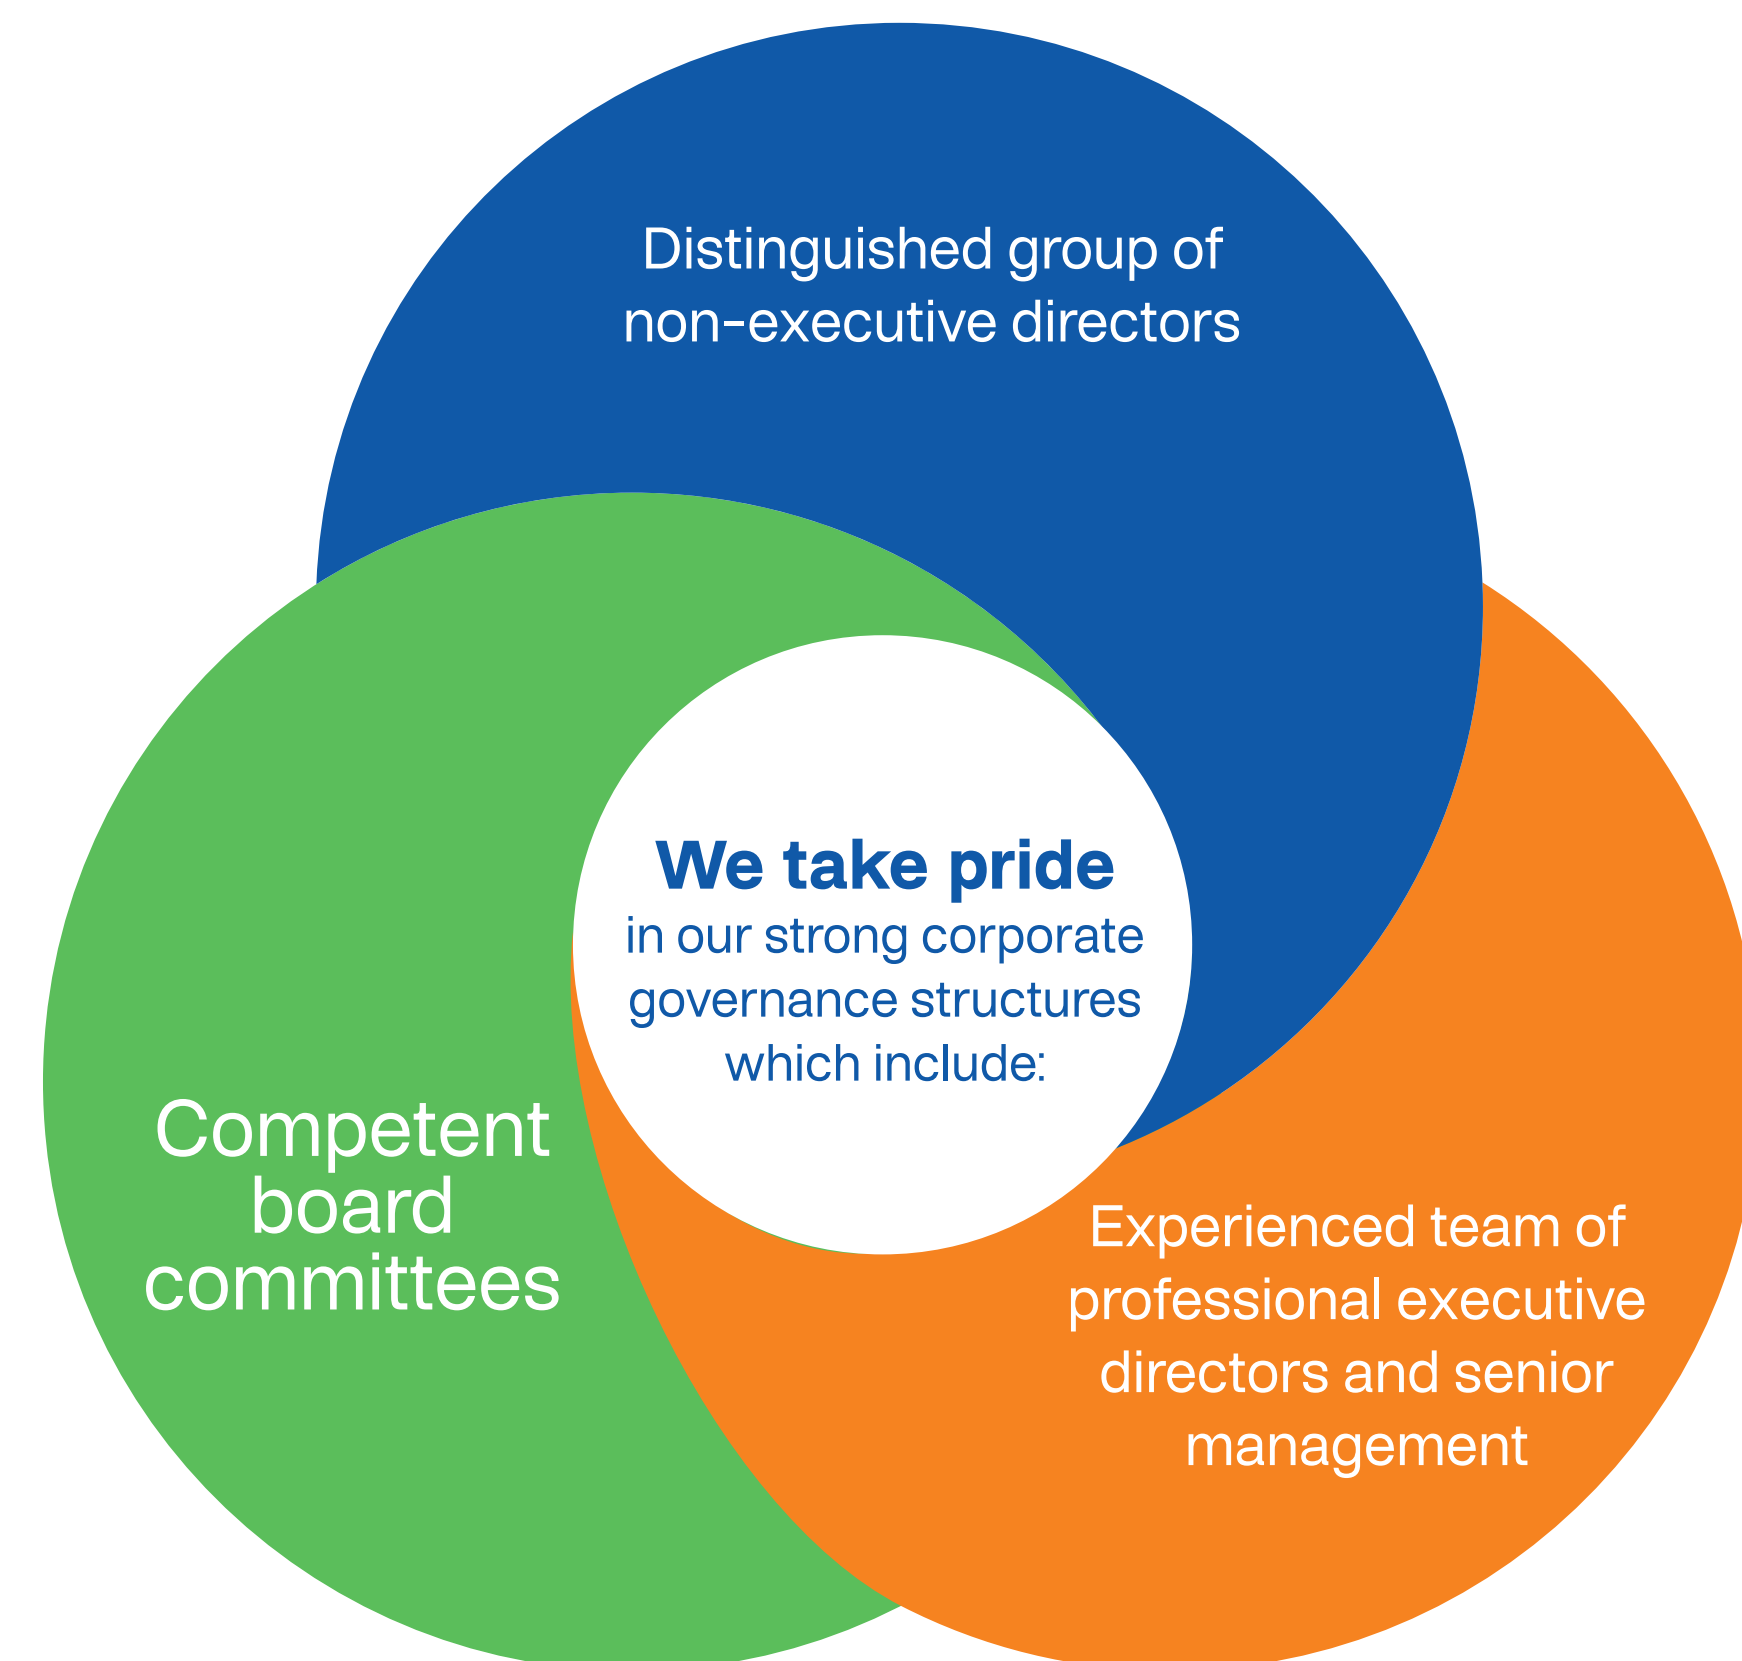 Distinguished group of
non-executive directors
We take pride
in our strong corporate
governance structures
which include:
Competent
board
committees
Experienced team of
professional executive
directors and senior
management